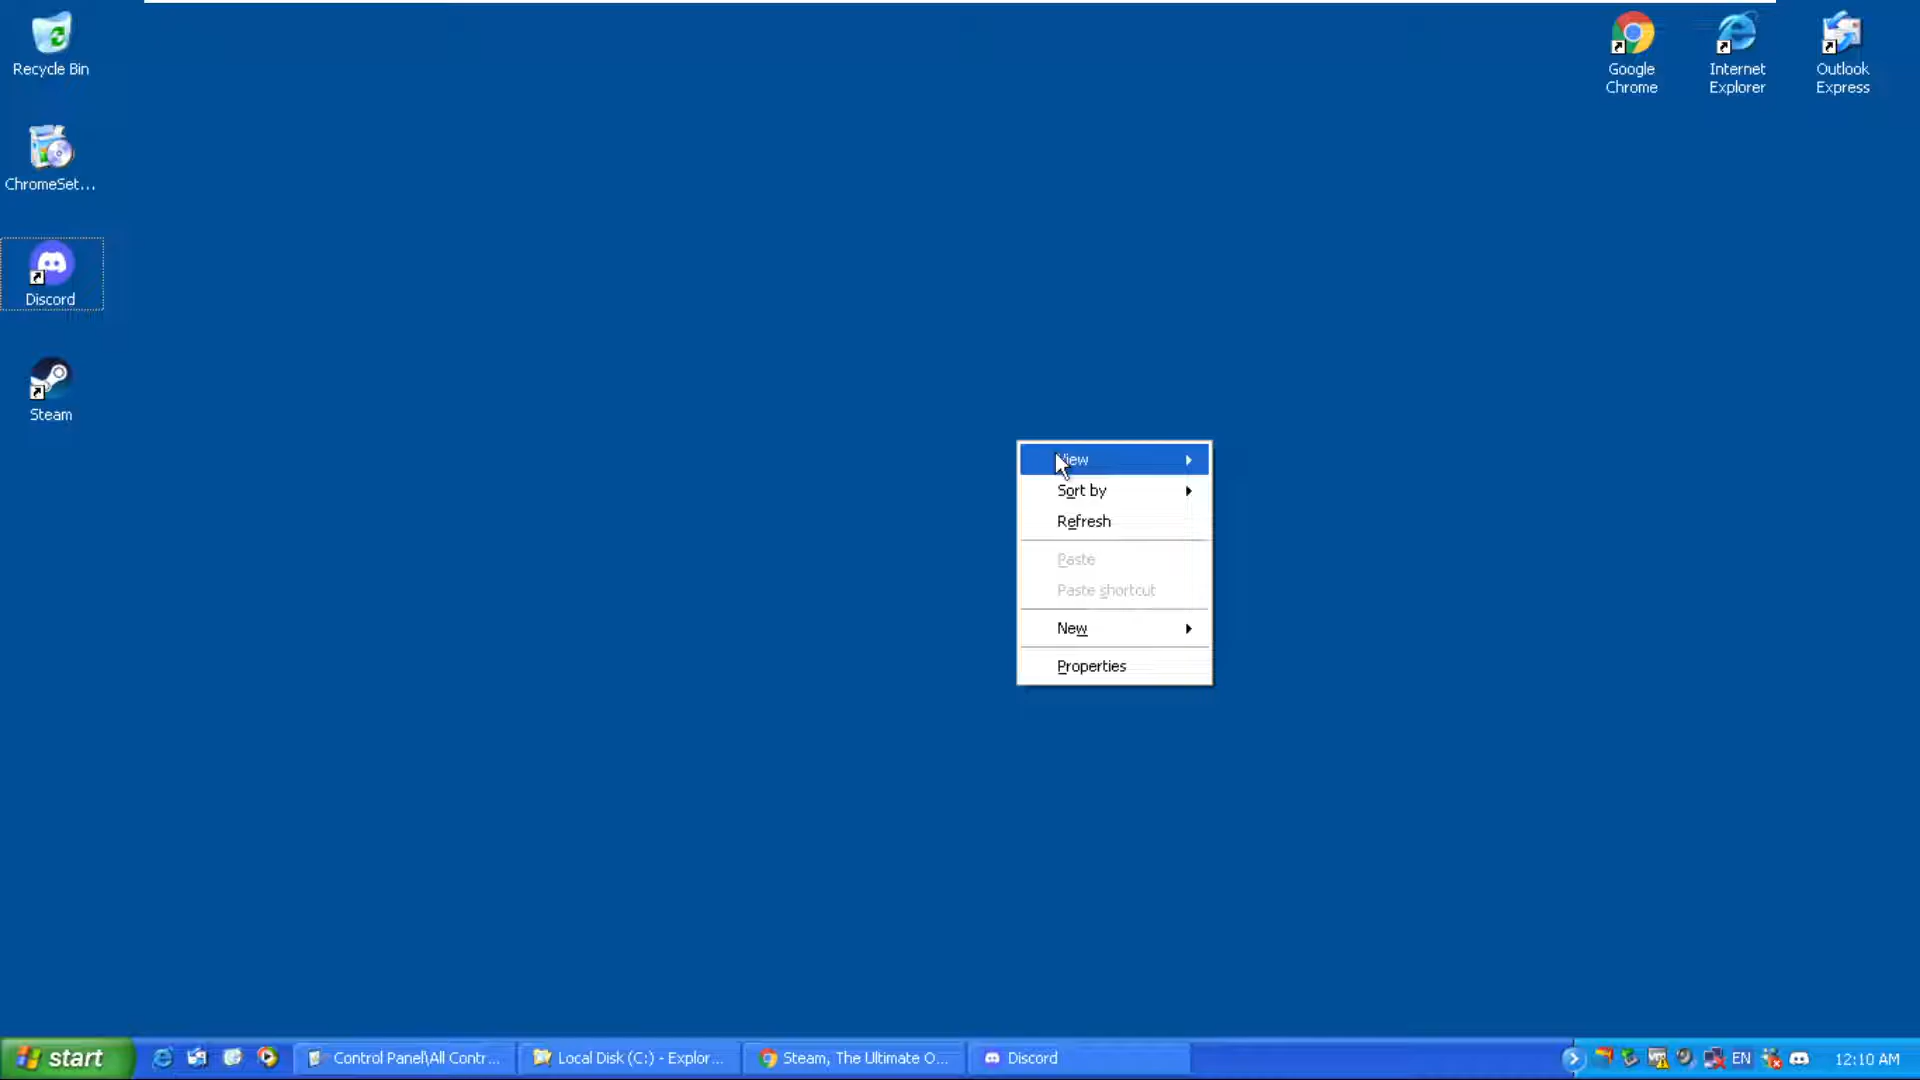 Recycle Bin
ChromeSet...
Discord
Steam
Google
Chrome
Internet
Explorer
Outlook
Express
View
Sort by
Refresh
Paste
Paste shortcut
New
Properties
start
Control Panel\All Contr...
Local Disk (C:) - Explor...
Steam, The Ultimate O...
Discord
EN
12:10 AM